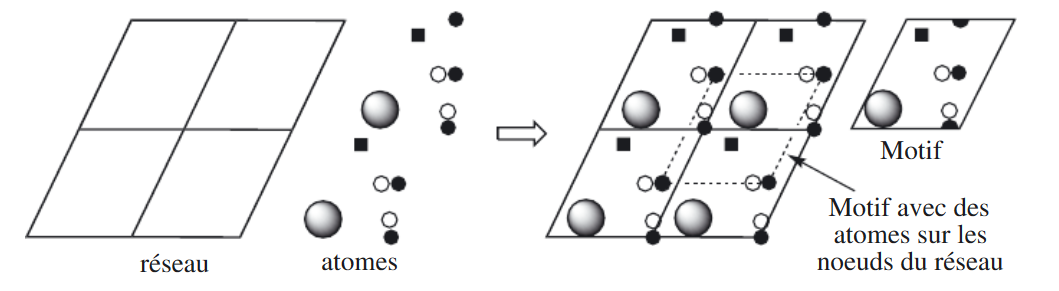 réseau
atomes
Motif
Motif avec des
atomes sur les
noeuds du réseau